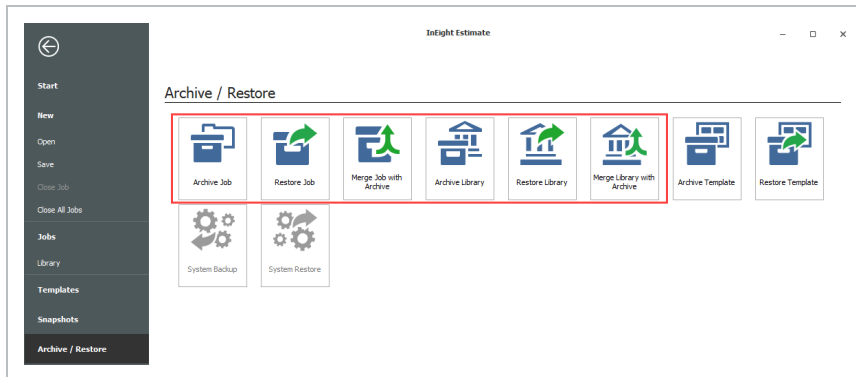 InEight Estimate
Start
New
Open
Save
Close Job
Close All Jobs
Jobs
Library
Templates
Snapshots
Archive / Restore
Archive / Restore
Archive Job
Restore Job
Merge Job with
Archive
Archive Library
Restore Library
Merge Library with
Archive
Archive Template
Restore Template
System Backup
System Restore